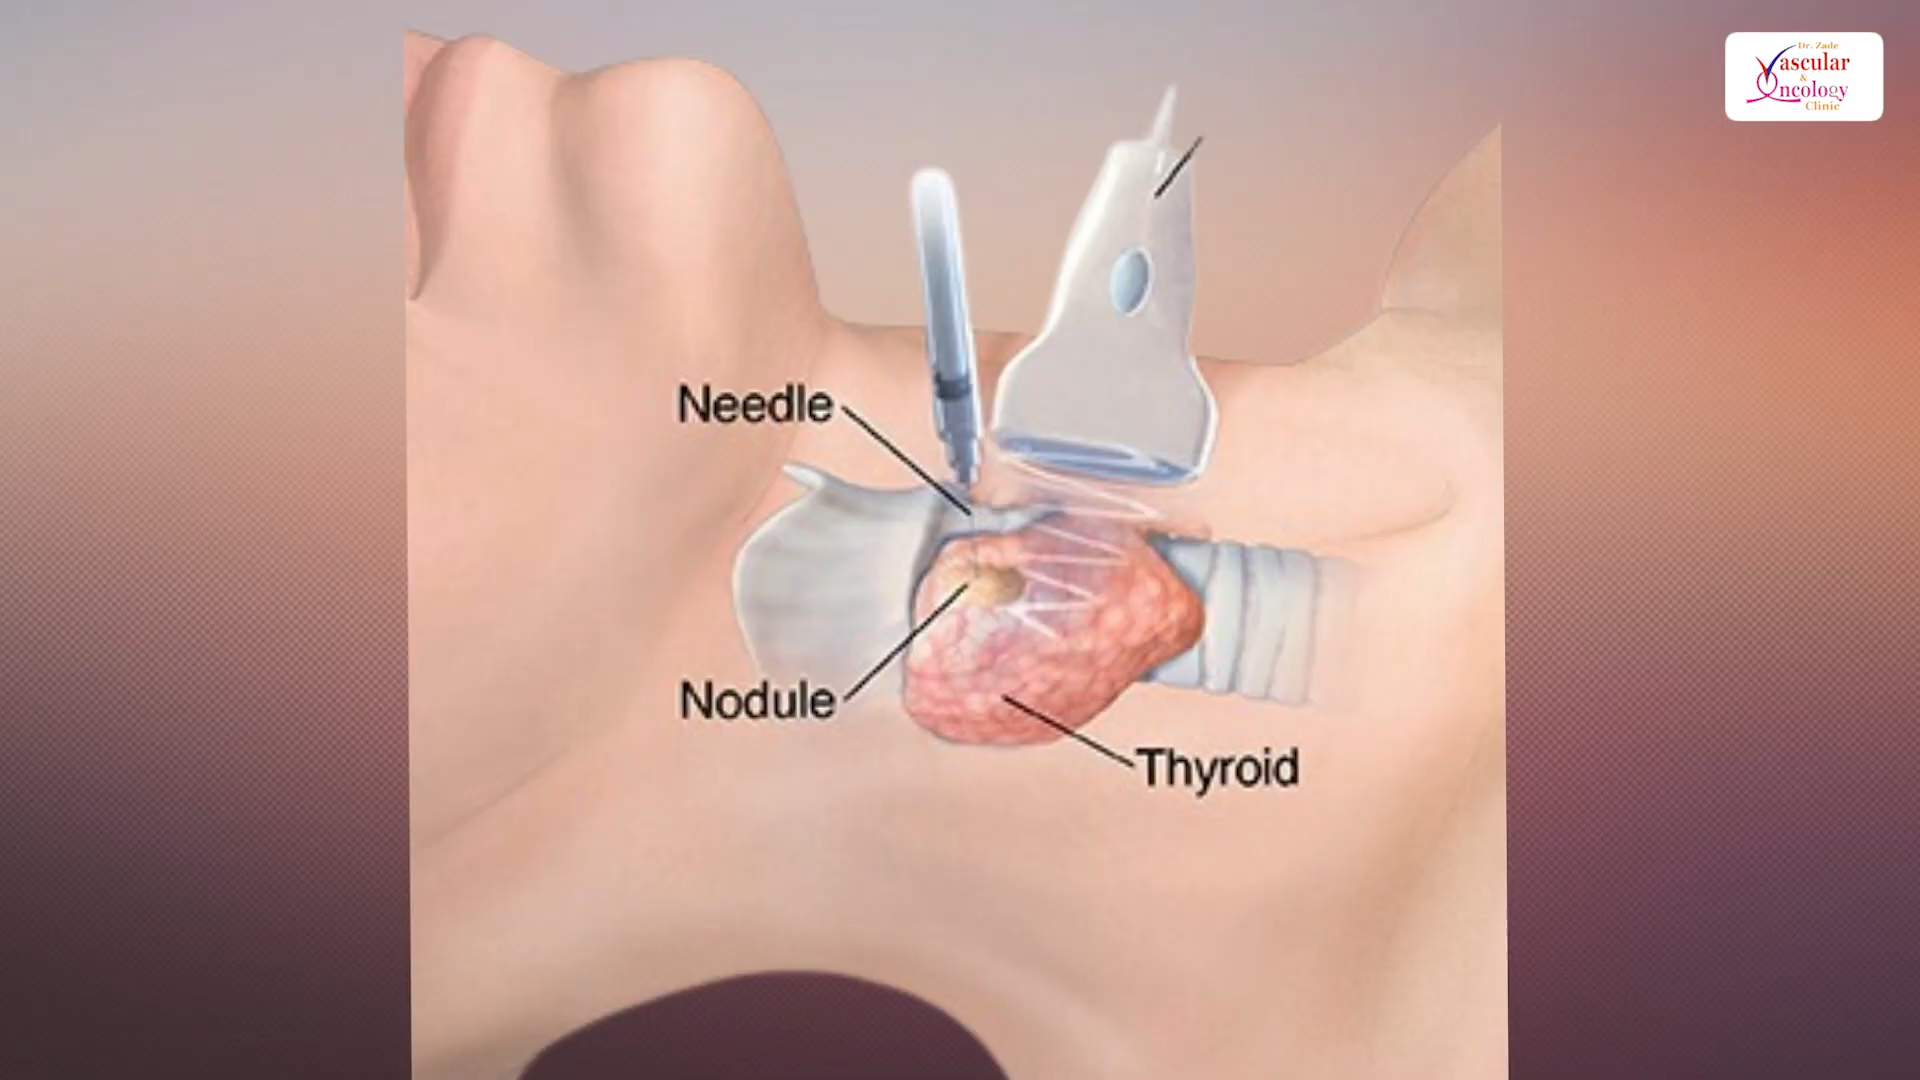 Dr. Zade
Vascular
&
Oncology
Clinic
Needle
Nodule
Thyroid